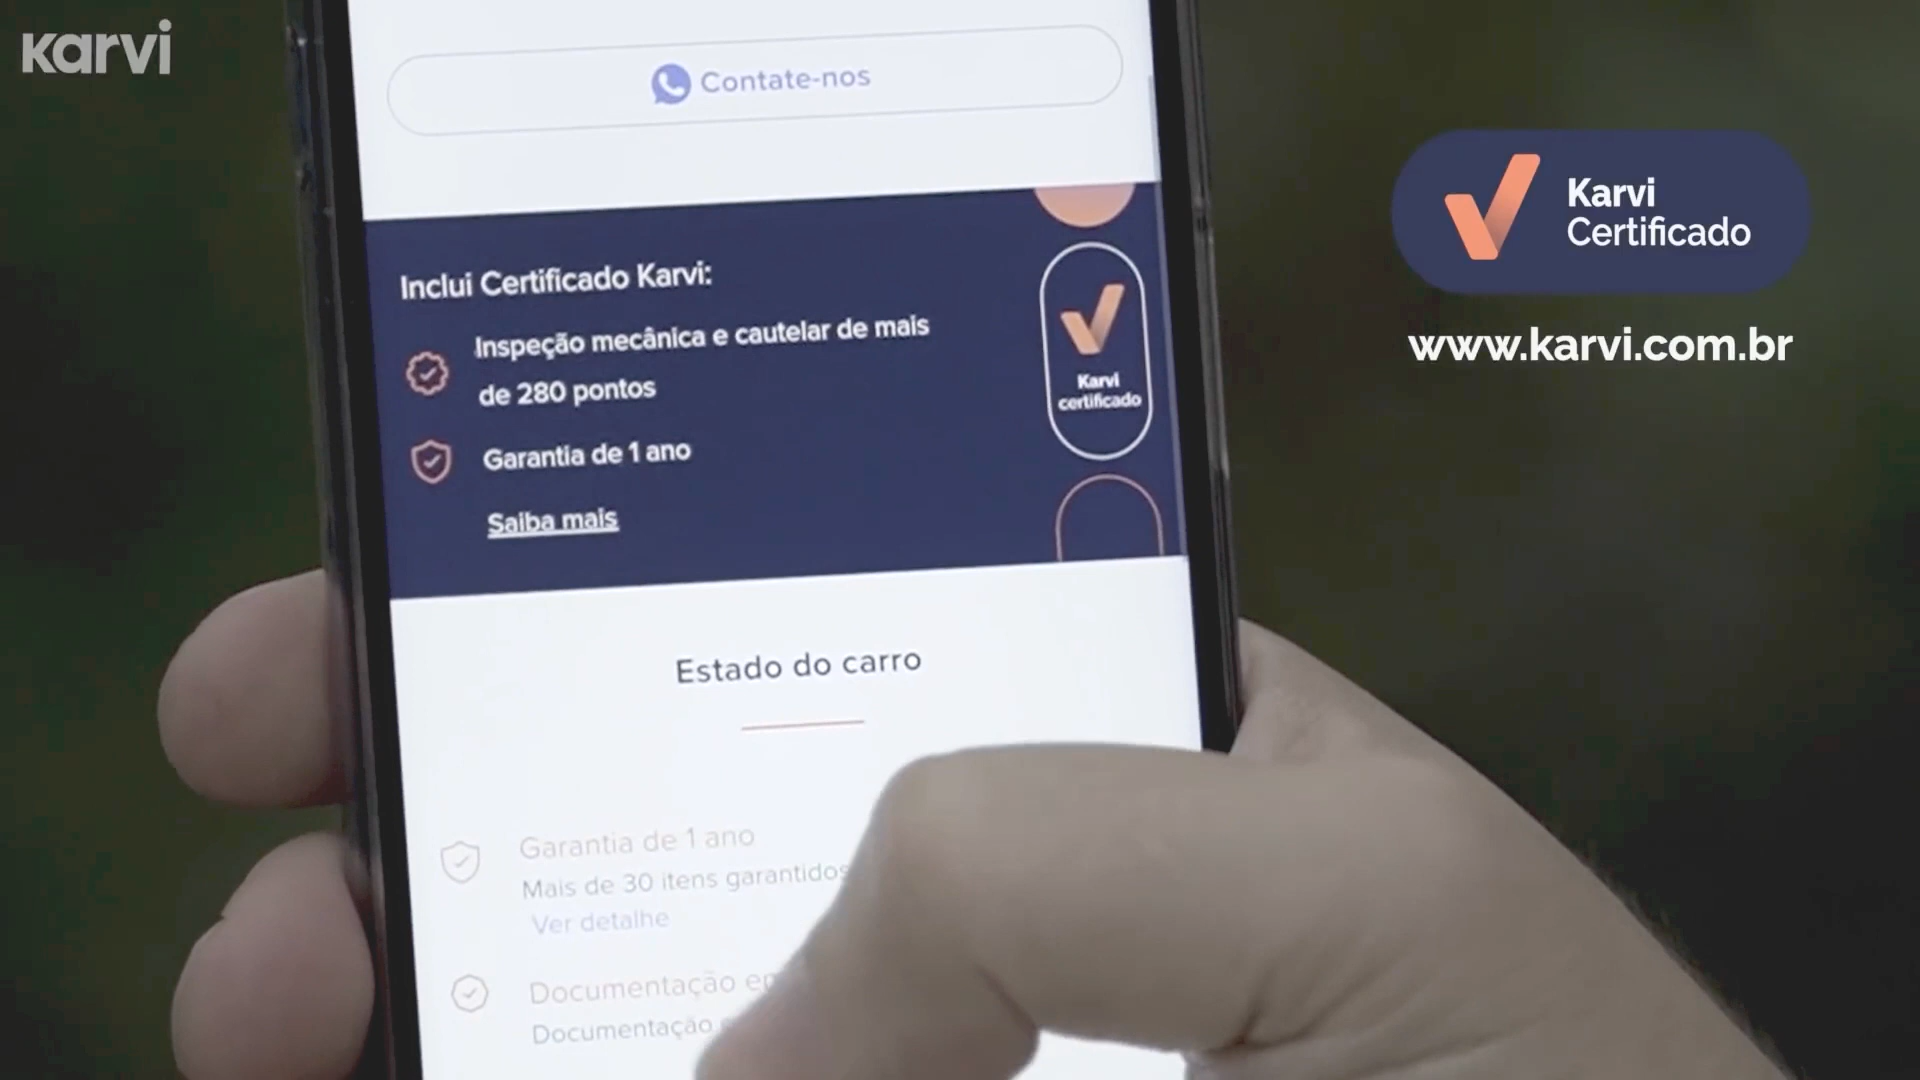 karvi
Contate-nos
Karvi
Certificado
www.karvi.com.br
Inclui Certificado Karvi:
Inspeção mecânica e cautelar de mais
de 280 pontos
Garantia de 1 ano
Saiba mais
Karvi
certificado
Estado do carro
Garantia de 1 ano
Mais de 30 itens garantidos
Ver detalhe
Documentação
Documentação